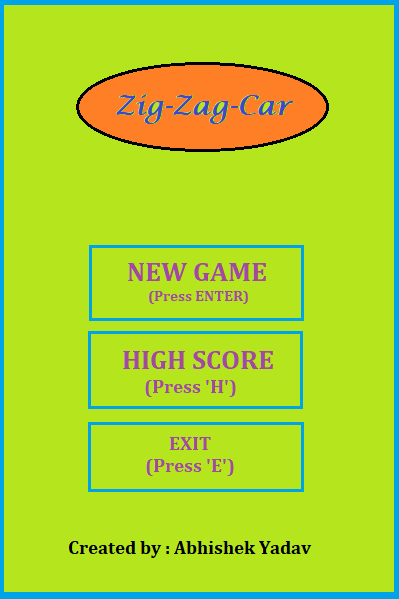 Zig-Zag-Car
NEW GAME
(Press ENTER)
HIGH SCORE
(Press 'H')
EXIT
(Press 'E')
Created by : Abhishek Yadav